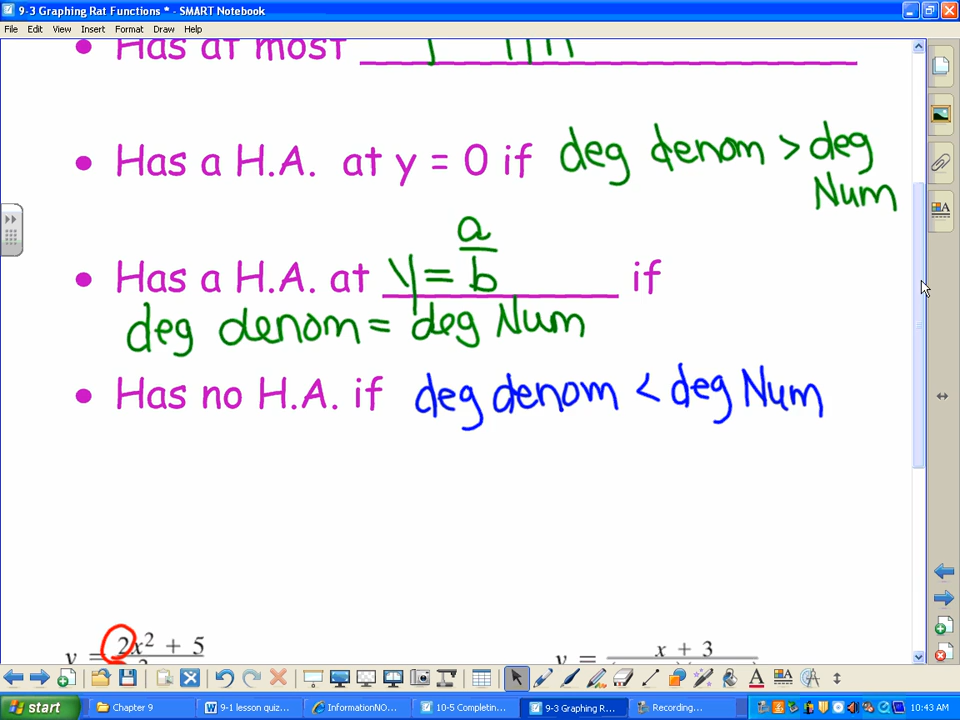 9-3 Graphing Rat Functions * - SMART Notebook
File Edit View Insert Format Draw Help
• Has at most
• Has a H.A. at y = 0 if deg denom > deg
Num
• Has a H.A. at y = a/b if
deg denom = deg Num
• Has no H.A. if deg denom < deg Num
y = 2x² + 5
y = x + 3
start Chapter 9 9-1 lesson quiz... InformationNO... 10-5 Completin... 9-3 Graphing R... Recording... 10:43 AM